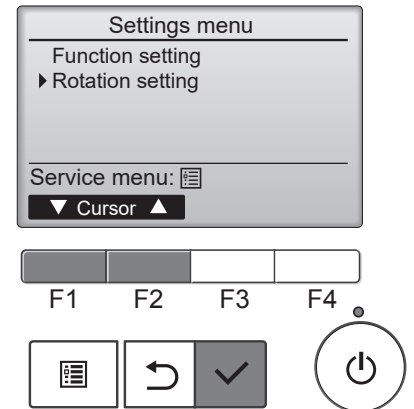 Settings menu
Function setting
Rotation setting
Service menu:
▼ Cursor ▲
F1 F2 F3 F4